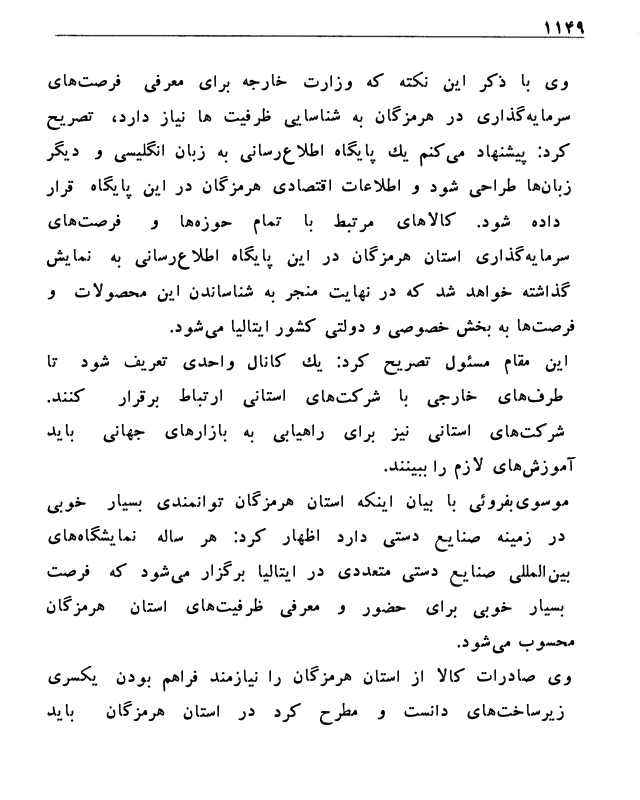 ۱۱۴۹
وی با ذکر این نکته که وزارت خارجه برای معرفی فرصت‌های
سرمایه‌گذاری در هرمزگان به شناسایی ظرفیت ها نیاز دارد، تصریح
کرد: پیشنهاد می‌کنم یك پایگاه اطلاع‌رسانی به زبان انگلیسی و دیگر
زبان‌ها طراحی شود و اطلاعات اقتصادی هرمزگان در این پایگاه قرار
داده شود. کالاهای مرتبط با تمام حوزه‌ها و فرصت‌های
سرمایه‌گذاری استان هرمزگان در این پایگاه اطلاع‌رسانی به نمایش
گذاشته خواهد شد که در نهایت منجر به شناساندن این محصولات و
فرصت‌ها به بخش خصوصی و دولتی کشور ایتالیا می‌شود.
این مقام مسئول تصریح کرد: یك کانال واحدی تعریف شود تا
طرف‌های خارجی با شرکت‌های استانی ارتباط برقرار کنند.
شرکت‌های استانی نیز برای راهیابی به بازارهای جهانی باید
آموزش‌های لازم را ببینند.
موسوی‌بفروئی با بیان اینکه استان هرمزگان توانمندی بسیار خوبی
در زمینه صنایع دستی دارد اظهار کرد: هر ساله نمایشگاه‌های
بین‌المللی صنایع دستی متعددی در ایتالیا برگزار می‌شود که فرصت
بسیار خوبی برای حضور و معرفی ظرفیت‌های استان هرمزگان
محسوب می‌شود.
وی صادرات کالا از استان هرمزگان را نیازمند فراهم بودن یکسری
زیرساخت‌های دانست و مطرح کرد در استان هرمزگان باید